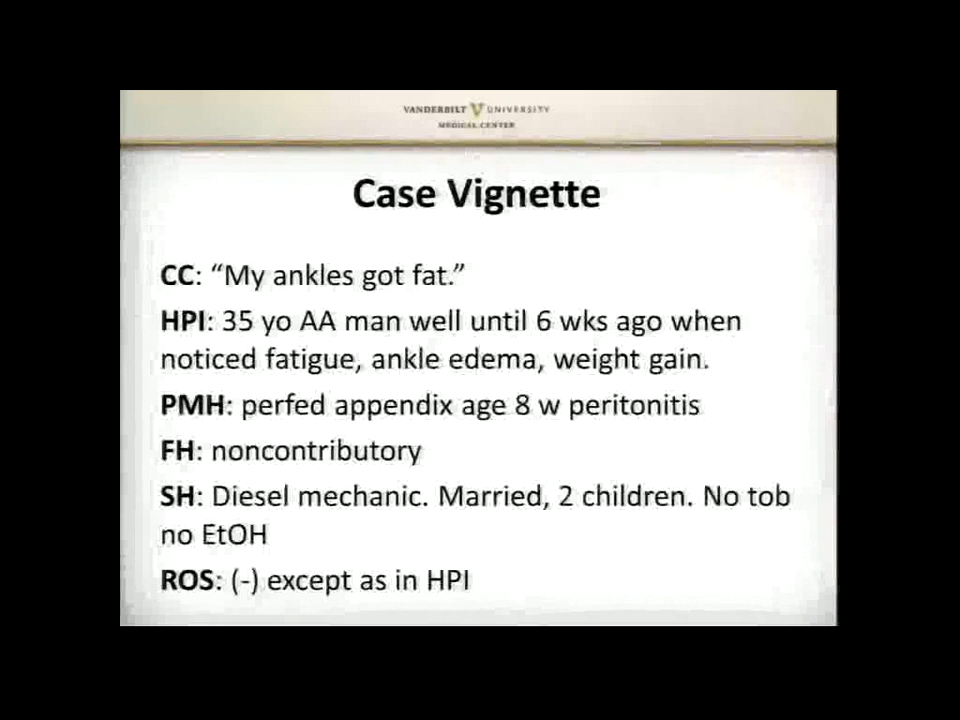 VANDERBILT V UNIVERSITY
MEDICAL CENTER
Case Vignette
CC: “My ankles got fat.”
HPI: 35 yo AA man well until 6 wks ago when
noticed fatigue, ankle edema, weight gain.
PMH: perfed appendix age 8 w peritonitis
FH: noncontributory
SH: Diesel mechanic. Married, 2 children. No tob
no EtOH
ROS: (-) except as in HPI